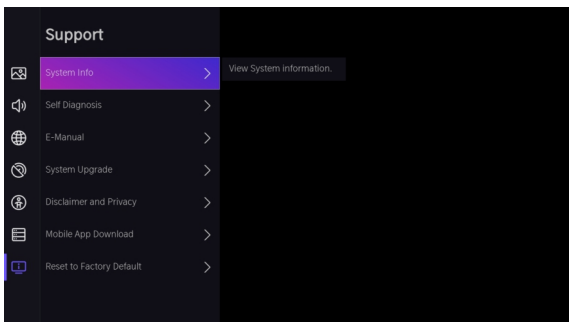 Support
System Info
View System information.
Self Diagnosis
E-Manual
System Upgrade
Disclaimer and Privacy
Mobile App Download
Reset to Factory Default